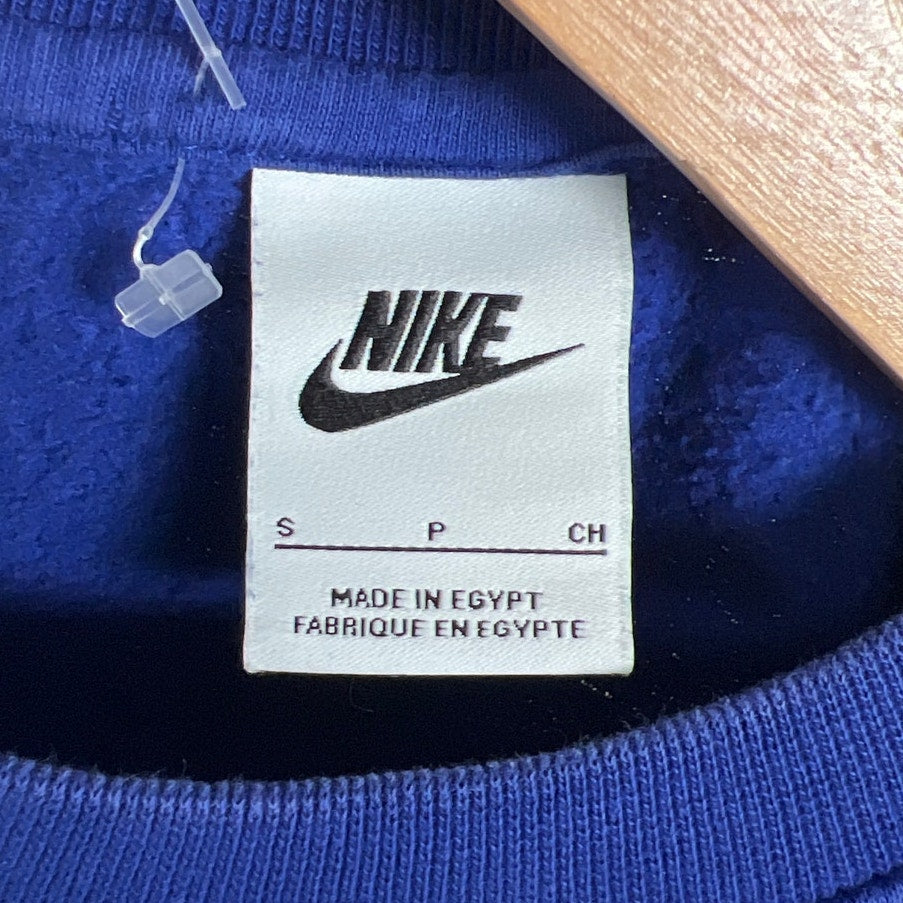 NIKE
S P CH
MADE IN EGYPT
FABRIQUE EN EGYPTE